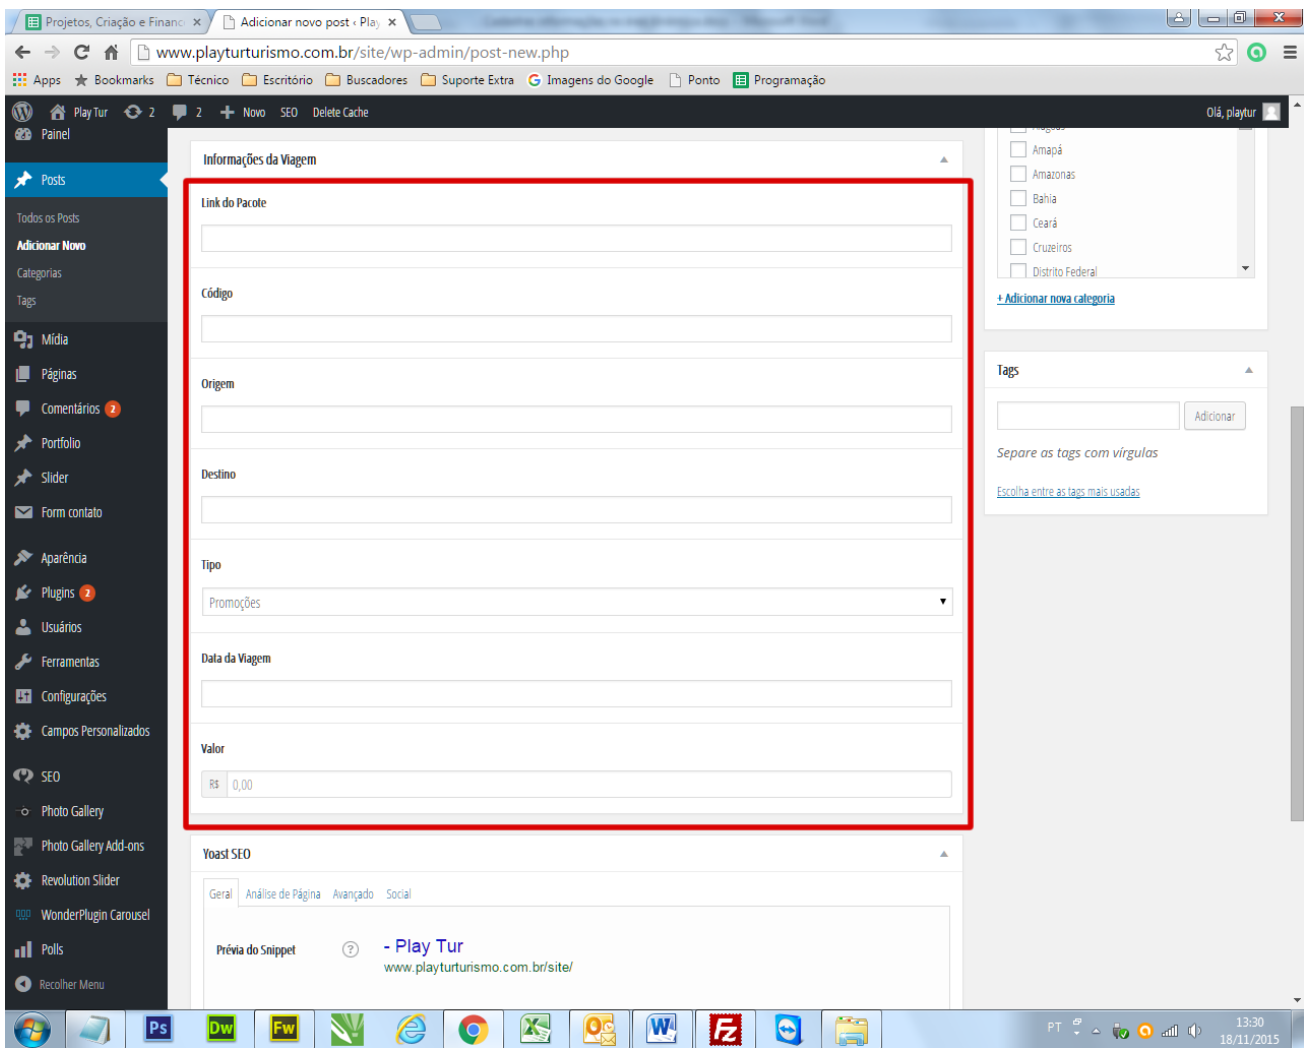 Projetos, Criação e Financ
Adicionar novo post ‹ Play
www.playturturismo.com.br/site/wp-admin/post-new.php
Apps Bookmarks Técnico Escritório Buscadores Suporte Extra Imagens do Google Ponto Programação
Play Tur 2 2 Novo SEO Delete Cache Olá, playtur
Painel
Posts
Todos os Posts
Adicionar Novo
Categorias
Tags
Mídia
Páginas
Comentários 2
Portfolio
Slider
Form contato
Aparência
Plugins 2
Usuários
Ferramentas
Configurações
Campos Personalizados
SEO
Photo Gallery
Photo Gallery Add-ons
Revolution Slider
WonderPlugin Carousel
Polls
Recolher Menu
Informações da Viagem
Link do Pacote
Código
Origem
Destino
Tipo
Promoções
Data da Viagem
Valor
R$ 0,00
Yoast SEO
Geral Análise de Página Avançado Social
Prévia do Snippet ? - Play Tur
www.playturturismo.com.br/site/
Amapá
Amazonas
Bahia
Ceará
Cruzeiros
Distrito Federal
+ Adicionar nova categoria
Tags
Adicionar
Separe as tags com vírgulas
Escolha entre as tags mais usadas
Ps Dw Fw W Fz
PT
13:30
18/11/2015